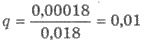 q = 0,00018 / 0,018 = 0,01